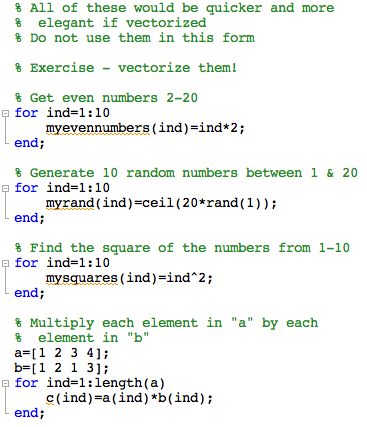 % All of these would be quicker and more
%  elegant if vectorized
% Do not use them in this form
% Exercise - vectorize them!
% Get even numbers 2-20
for ind=1:10
myevennumbers(ind)=ind*2;
end;
% Generate 10 random numbers between 1 & 20
for ind=1:10
myrand(ind)=ceil(20*rand(1));
end;
% Find the square of the numbers from 1-10
for ind=1:10
mysquares(ind)=ind^2;
end;
% Multiply each element in "a" by each
%  element in "b"
a=[1 2 3 4];
b=[1 2 1 3];
for ind=1:length(a)
c(ind)=a(ind)*b(ind);
end;